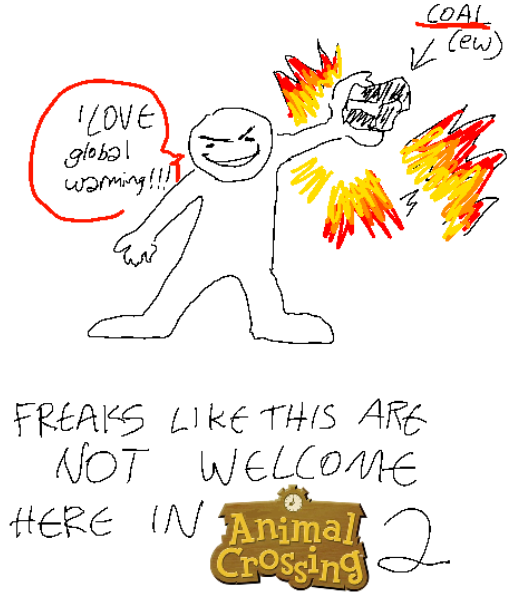 COAL
(ew)
I LOVE
global
warming!!!
FREAKS LIKE THIS ARE
NOT WELCOME
HERE IN Animal Crossing 2